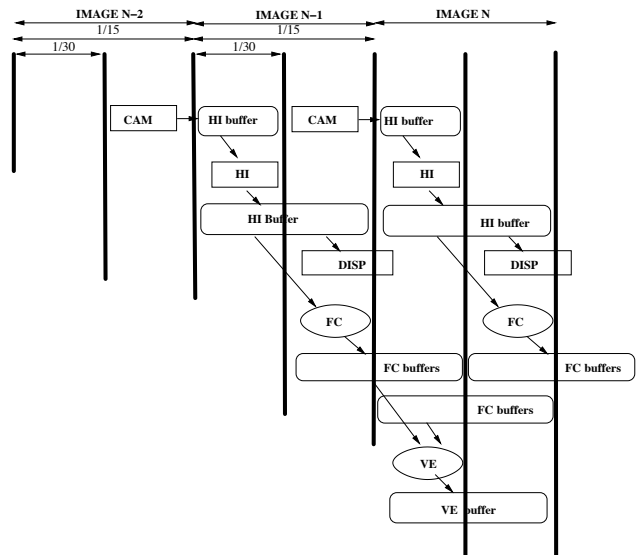 IMAGE N−2 IMAGE N−1 IMAGE N
1/15 1/15
1/30 1/30
CAM HI buffer CAM HI buffer
HI HI
HI Buffer HI buffer
DISP DISP
FC FC
FC buffers FC buffers
FC buffers
VE
VE buffer